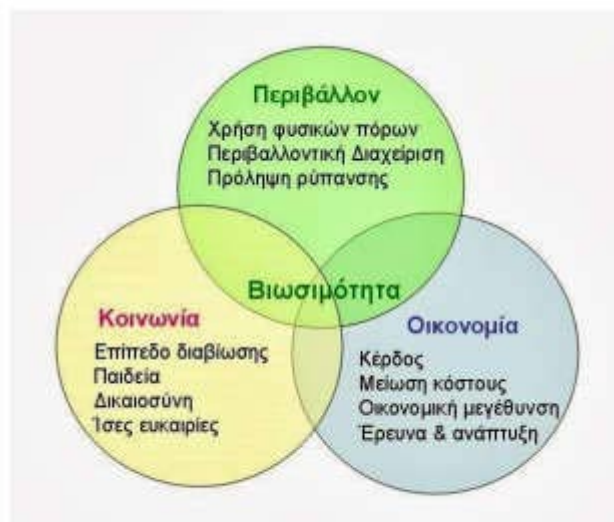 Περιβάλλον
Χρήση φυσικών πόρων
Περιβαλλοντική Διαχείριση
Πρόληψη ρύπανσης
Βιωσιμότητα
Κοινωνία
Επίπεδο διαβίωσης
Παιδεία
Δικαιοσύνη
Ίσες ευκαιρίες
Οικονομία
Κέρδος
Μείωση κόστους
Οικονομική μεγέθυνση
Έρευνα & ανάπτυξη